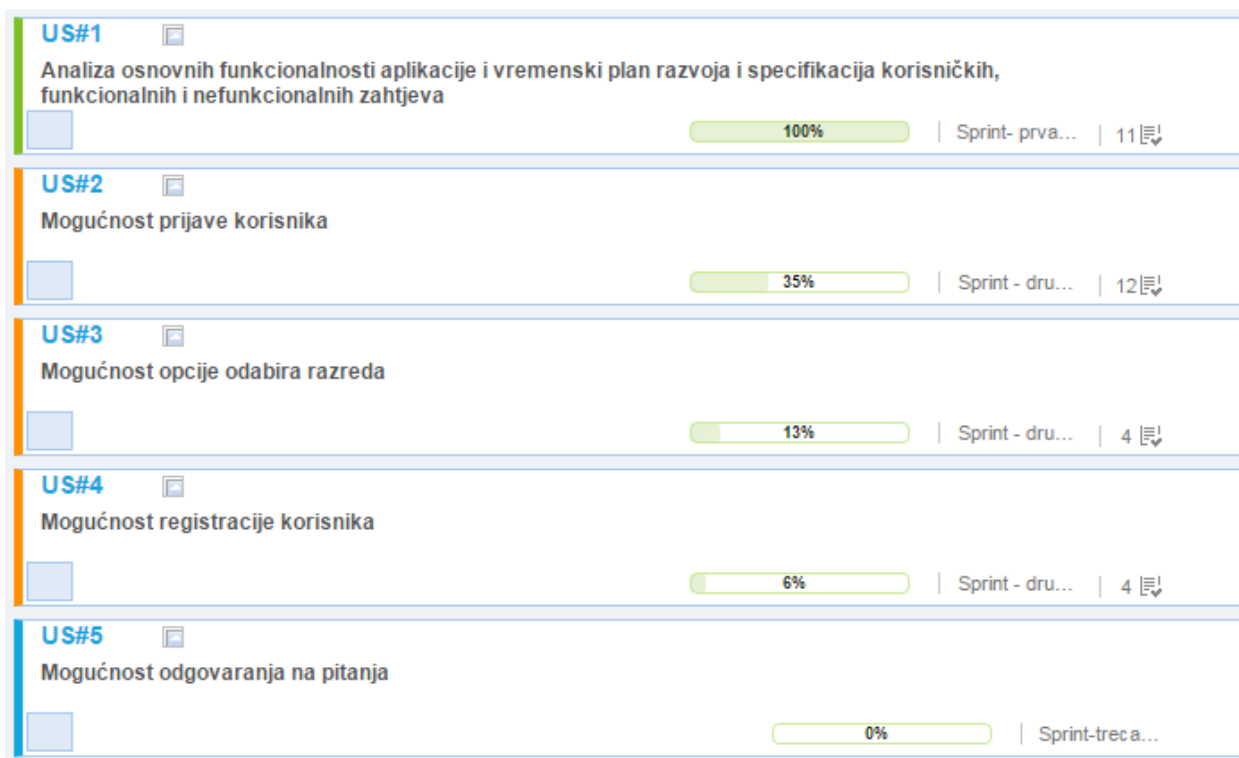 US#1
Analiza osnovnih funkcionalnosti aplikacije i vremenski plan razvoja i specifikacija korisničkih,
funkcionalnih i nefunkcionalnih zahtjeva
100% | Sprint- prva... | 11
US#2
Mogućnost prijave korisnika
35% | Sprint - dru... | 12
US#3
Mogućnost opcije odabira razreda
13% | Sprint - dru... | 4
US#4
Mogućnost registracije korisnika
6% | Sprint - dru... | 4
US#5
Mogućnost odgovaranja na pitanja
0% | Sprint-treca...